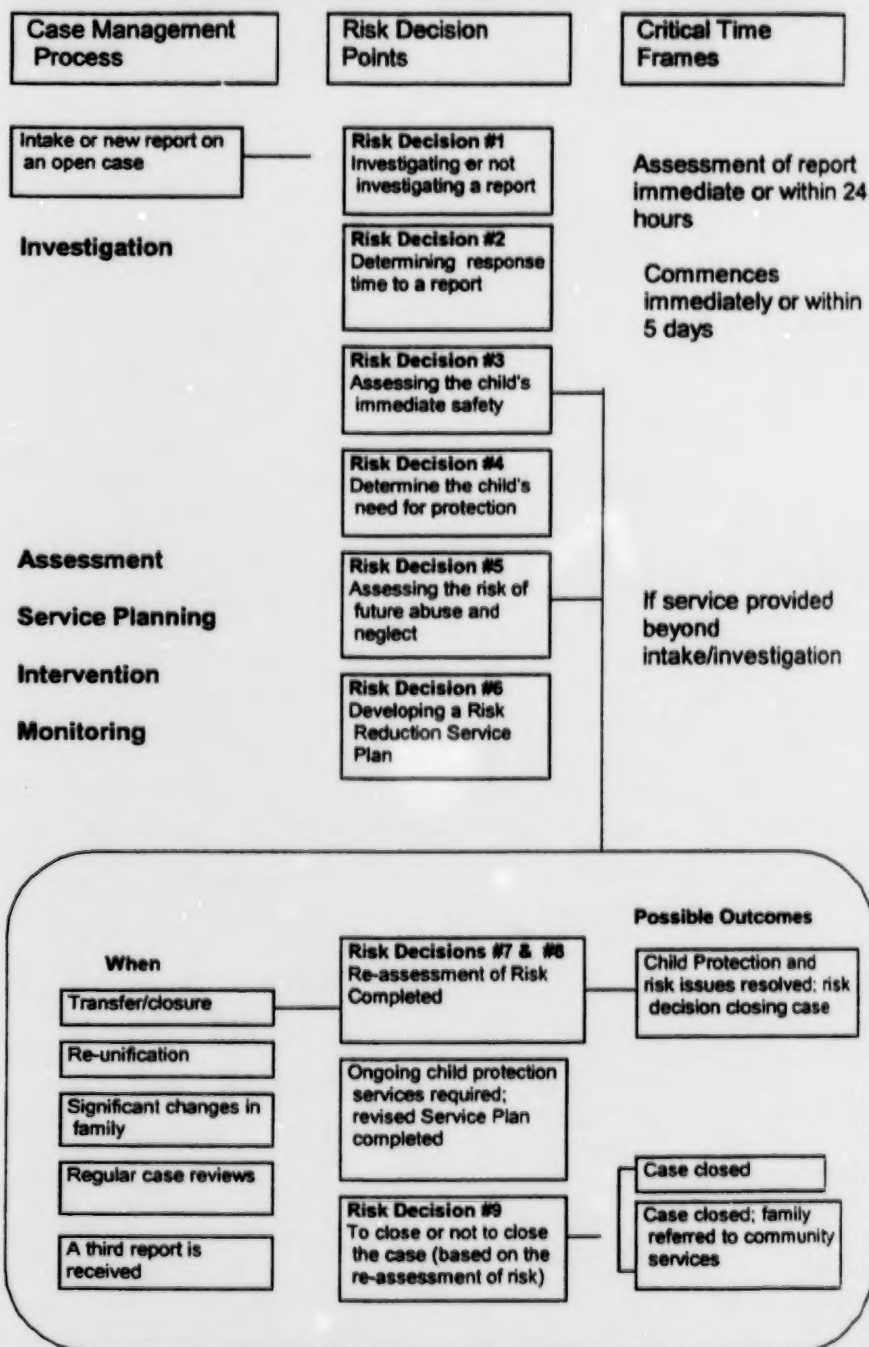 Case Management
Process
Risk Decision
Points
Critical Time
Frames
Intake or new report on
an open case
Risk Decision #1
Investigating or not
investigating a report
Assessment of report
immediate or within 24
hours
Investigation
Risk Decision #2
Determining response
time to a report
Commences
immediately or within
5 days
Risk Decision #3
Assessing the child's
immediate safety
Risk Decision #4
Determine the child's
need for protection
Assessment
Service Planning
Intervention
Monitoring
Risk Decision #5
Assessing the risk of
future abuse and
neglect
If service provided
beyond
intake/investigation
Risk Decision #6
Developing a Risk
Reduction Service
Plan
When
Transfer/closure
Re-unification
Significant changes in
family
Regular case reviews
A third report is
received
Risk Decisions #7 & #8
Re-assessment of Risk
Completed
Ongoing child protection
services required;
revised Service Plan
completed
Risk Decision #9
To close or not to close
the case (based on the
re-assessment of risk)
Possible Outcomes
Child Protection and
risk issues resolved; risk
decision closing case
Case closed
Case closed; family
referred to community
services